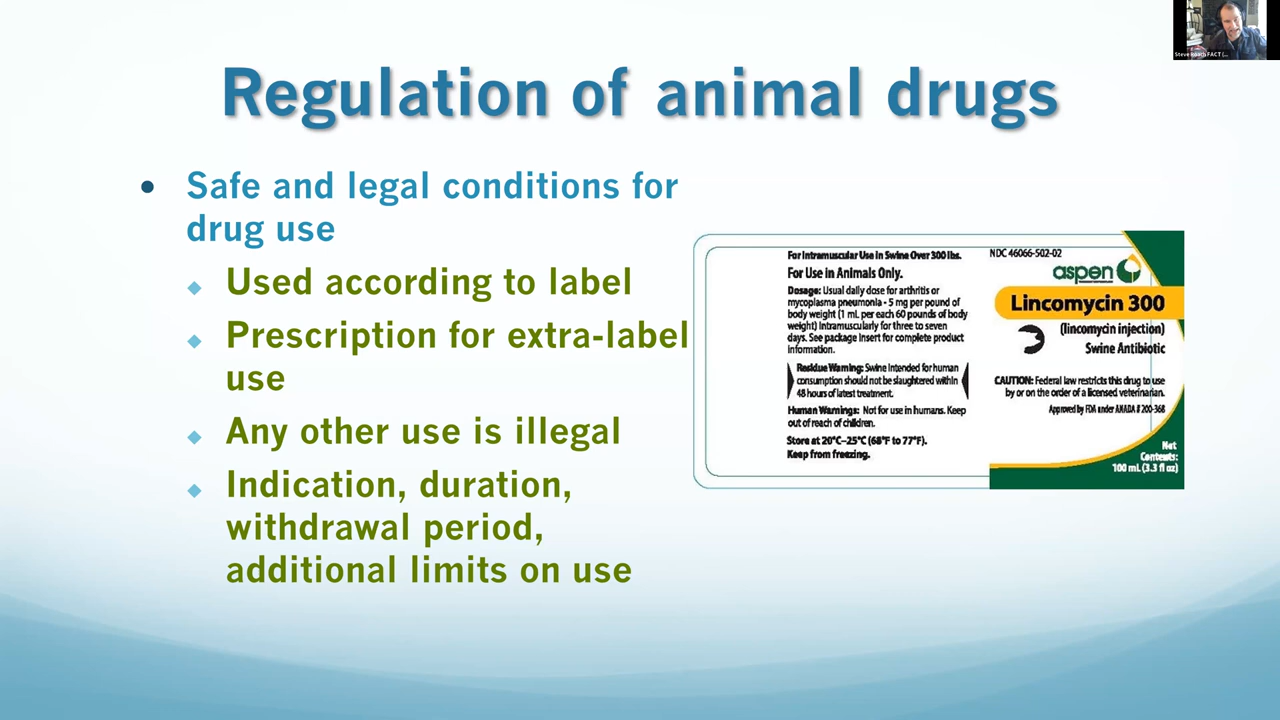 Steve Roach FACT (...
Regulation of animal drugs
• Safe and legal conditions for
drug use
Used according to label
Prescription for extra-label
use
Any other use is illegal
Indication, duration,
withdrawal period,
additional limits on use
For Intramuscular Use in Swine Over 300 lbs.
For Use in Animals Only.
Dosage: Usual daily dose for arthritis or
mycoplasma pneumonia - 5 mg per pound of
body weight (1 mL per each 60 pounds of body
weight) intramuscularly for three to seven
days. See package insert for complete product
information.
Residue Warning: Swine intended for human
consumption should not be slaughtered within
48 hours of latest treatment.
Human Warnings: Not for use in humans. Keep
out of reach of children.
Store at 20°C–25°C (68°F to 77°F).
Keep from freezing.
NDC 46066-502-02
aspen
Lincomycin 300
(lincomycin injection)
Swine Antibiotic
CAUTION: Federal law restricts this drug to use
by or on the order of a licensed veterinarian.
Approved by FDA under ANADA # 200-368
Net
Contents:
100 mL (3.3 fl oz)